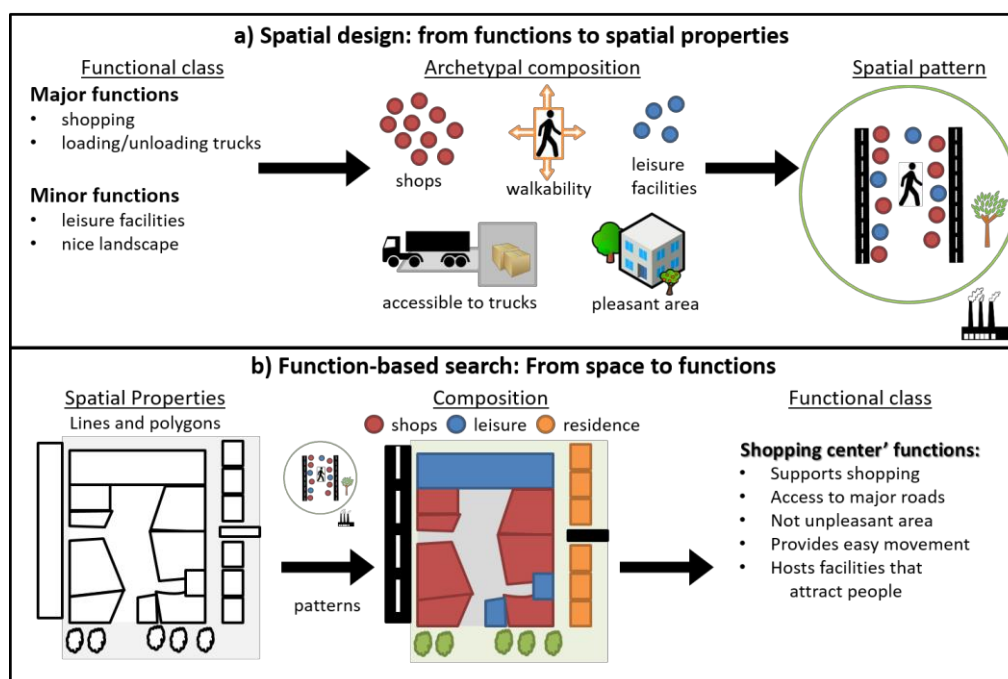 a) Spatial design: from functions to spatial properties
Functional class
Archetypal composition
Spatial pattern
Major functions
• shopping
• loading/unloading trucks
Minor functions
• leisure facilities
• nice landscape
shops
walkability
leisure
facilities
accessible to trucks
pleasant area
b) Function-based search: From space to functions
Spatial Properties
Lines and polygons
Composition
shops leisure residence
Functional class
patterns
Shopping center' functions:
• Supports shopping
• Access to major roads
• Not unpleasant area
• Provides easy movement
• Hosts facilities that
attract people